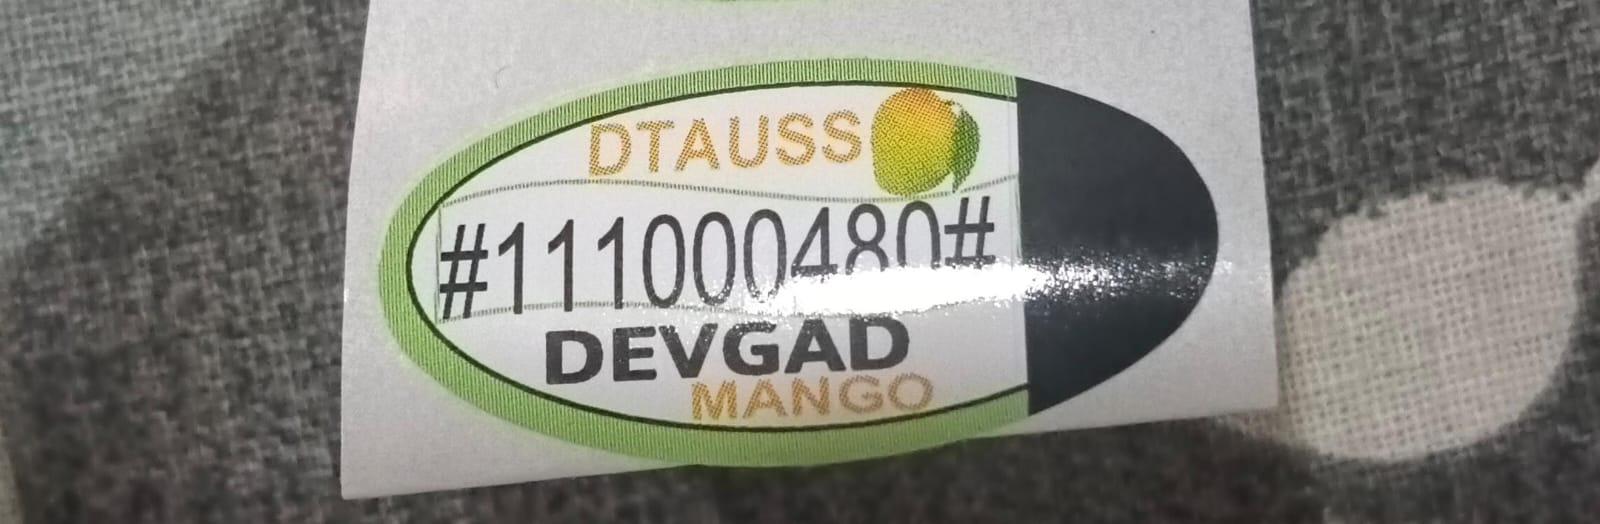 DTAUSS
#111000480#
DEVGAD
MANGO